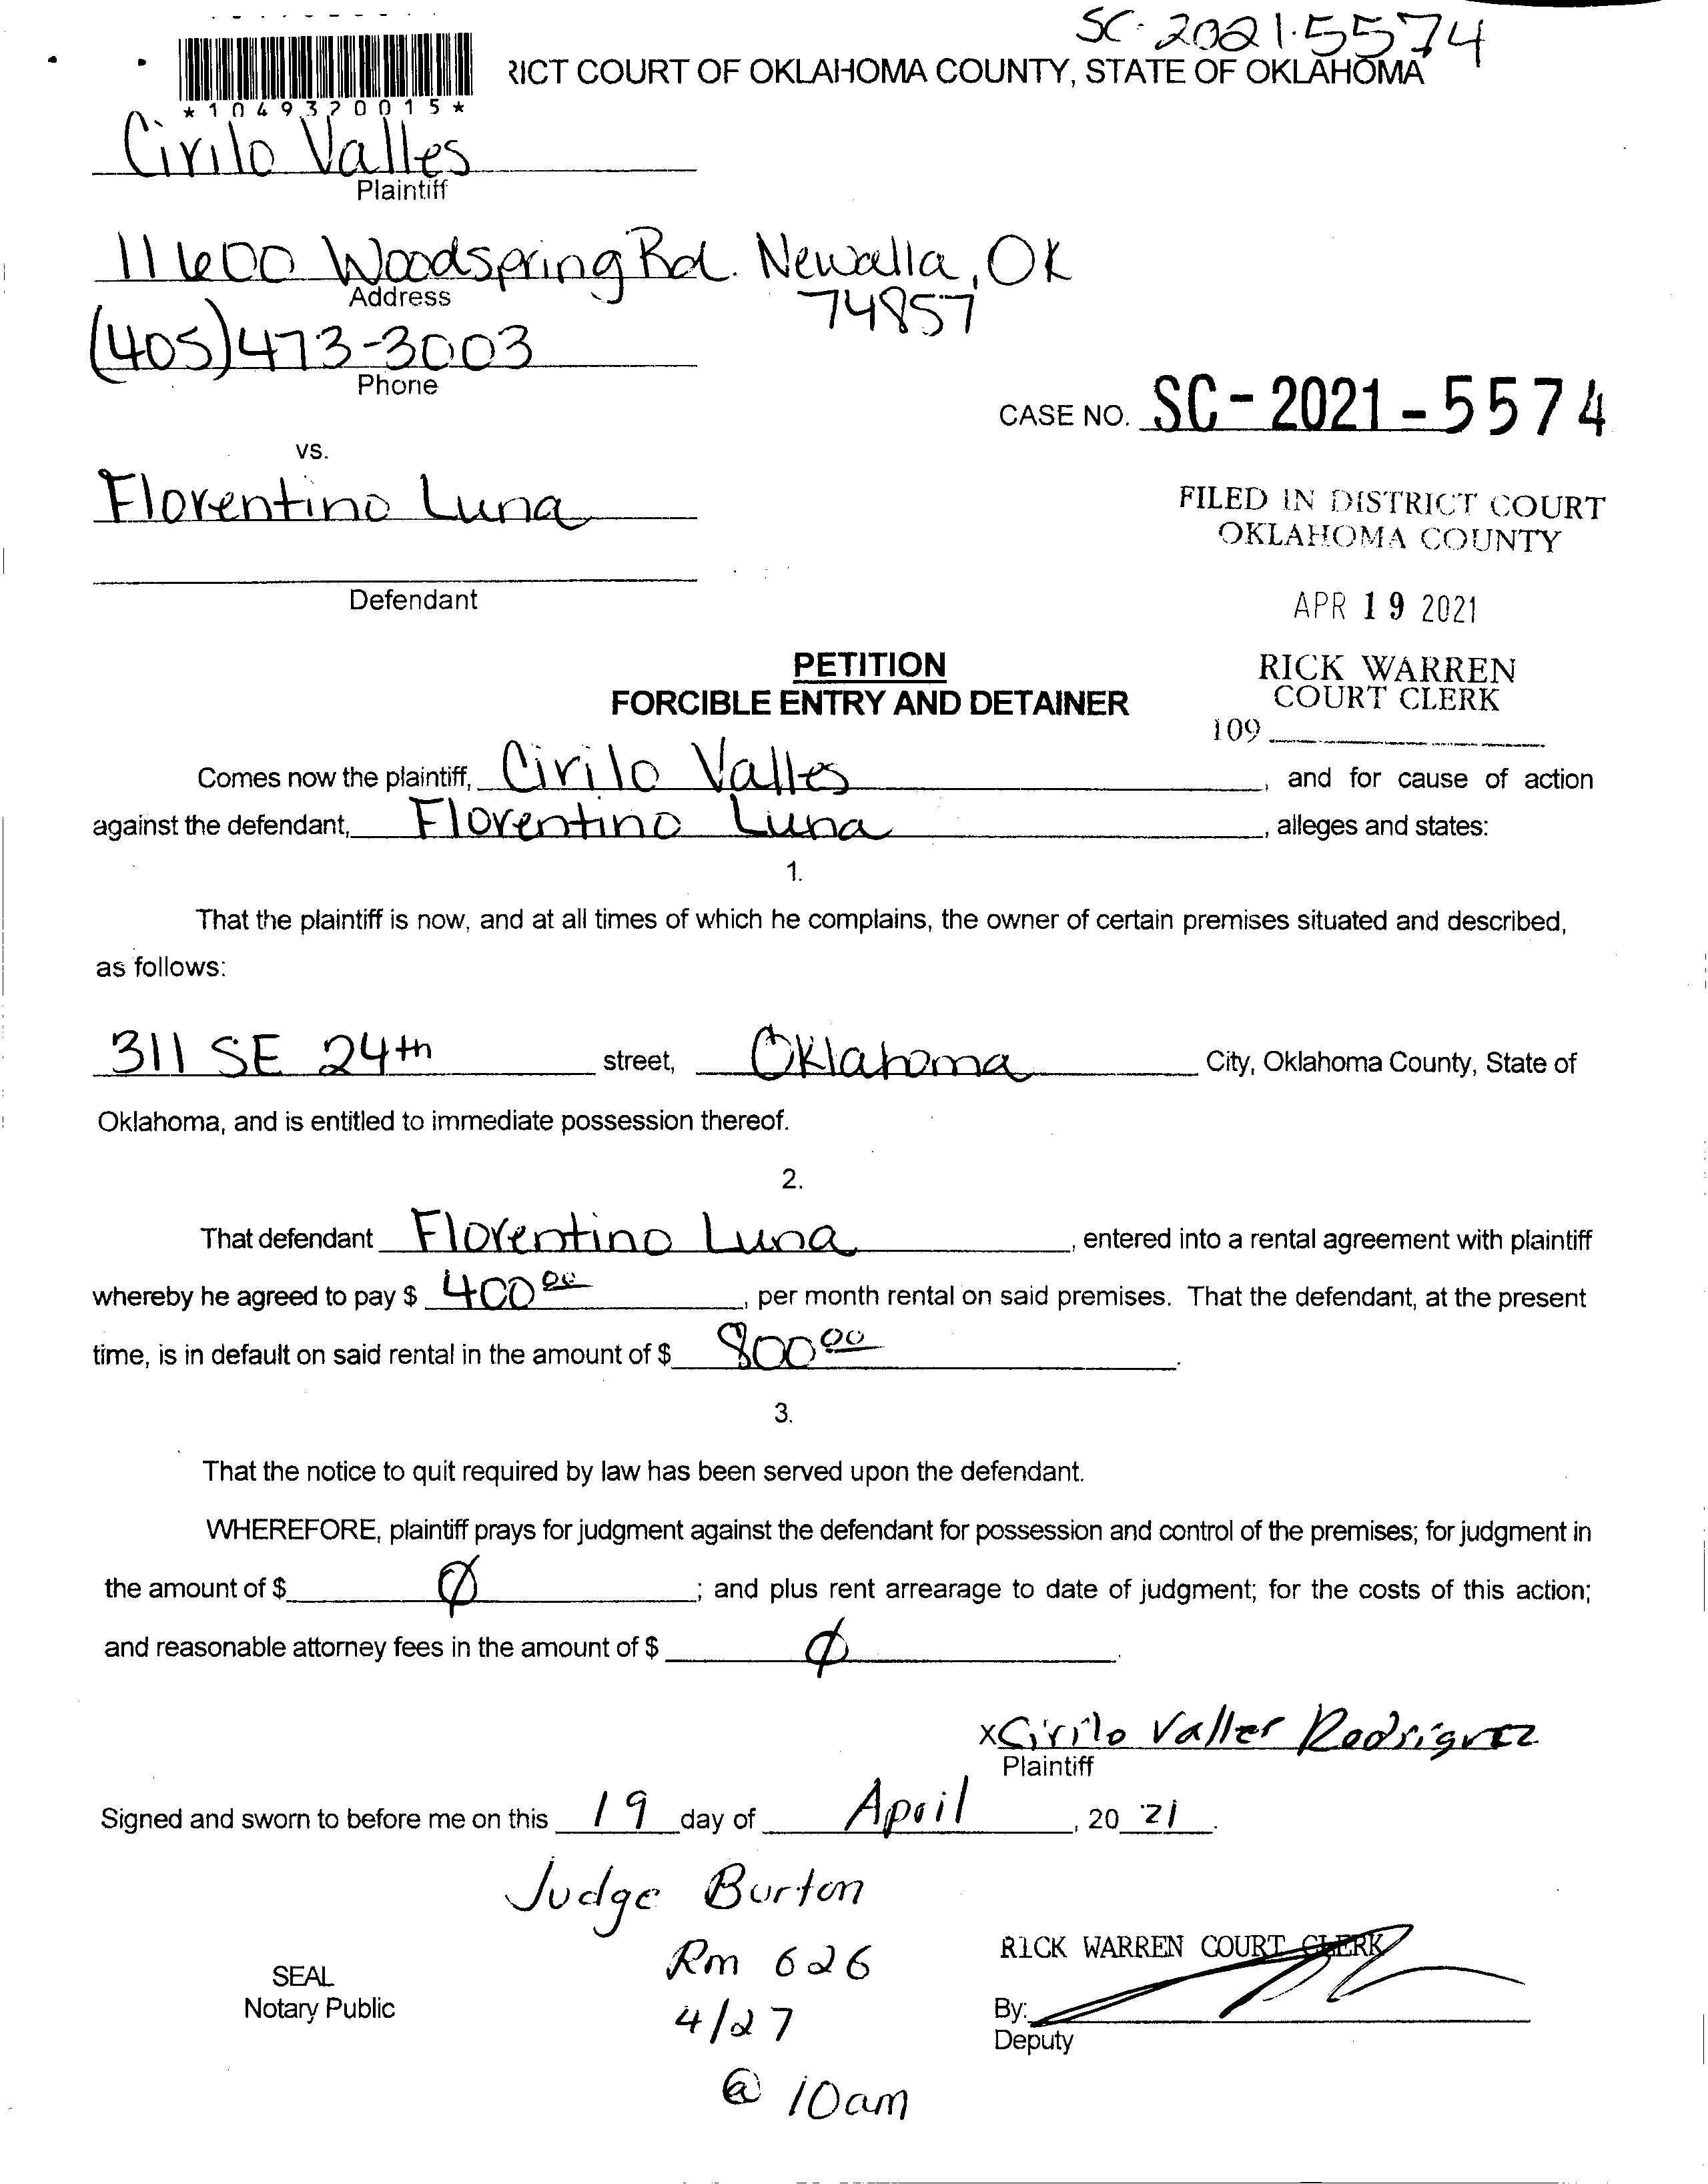 SC-2021-5574
RICT COURT OF OKLAHOMA COUNTY, STATE OF OKLAHOMA
*1049370015*
Cirilo Valles
Plaintiff
11600 Woodspring Rd. Newalla, OK
74857
Address
(405)473-3003
Phone
CASE NO. SC-2021-5574
vs.
Florentino Luna
Defendant
FILED IN DISTRICT COURT
OKLAHOMA COUNTY
APR 19 2021
RICK WARREN
COURT CLERK
109
PETITION
FORCIBLE ENTRY AND DETAINER
Comes now the plaintiff, Cirilo Valles, and for cause of action
against the defendant, Florentino Luna, alleges and states:
1.
That the plaintiff is now, and at all times of which he complains, the owner of certain premises situated and described,
as follows:
311 SE 24th street, Oklahoma City, Oklahoma County, State of
Oklahoma, and is entitled to immediate possession thereof.
2.
That defendant Florentino Luna, entered into a rental agreement with plaintiff
whereby he agreed to pay $ 400 00, per month rental on said premises. That the defendant, at the present
time, is in default on said rental in the amount of $ 800 00.
3.
That the notice to quit required by law has been served upon the defendant.
WHEREFORE, plaintiff prays for judgment against the defendant for possession and control of the premises; for judgment in
the amount of $ Ø; and plus rent arrearage to date of judgment; for the costs of this action;
and reasonable attorney fees in the amount of $ Ø.
x Cirilo Valles Rodriguez
Plaintiff
Signed and sworn to before me on this 19 day of April, 20 21.
Judge Burton
Rm 626
4/27
@ 10am
SEAL
Notary Public
RICK WARREN COURT CLERK
By:
Deputy